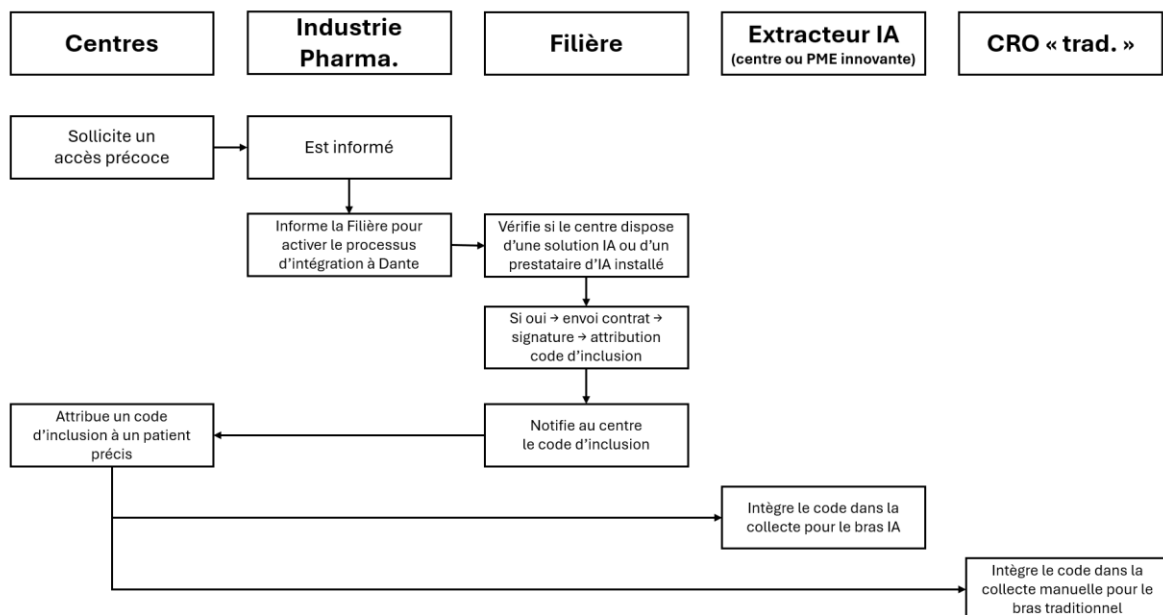 Centres
Industrie
Pharma.
Filière
Extracteur IA
(centre ou PME innovante)
CRO « trad. »
Sollicite un
accès précoce
Est informé
Informe la Filière pour
activer le processus
d’intégration à Dante
Vérifie si le centre dispose
d’une solution IA ou d’un
prestataire d’IA installé
Si oui → envoi contrat →
signature → attribution
code d’inclusion
Attribue un code
d’inclusion à un patient
précis
Notifie au centre
le code d’inclusion
Intègre le code dans la
collecte pour le bras IA
Intègre le code dans la
collecte manuelle pour le
bras traditionnel